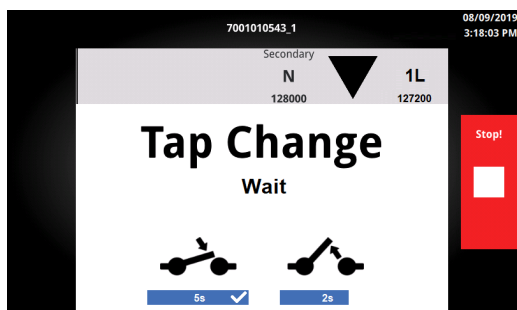 08/09/2019
7001010543_1
3:18:03 PM
Secondary
N
1L
128000
127200
Tap Change
Stop!
Wait
5s
2s